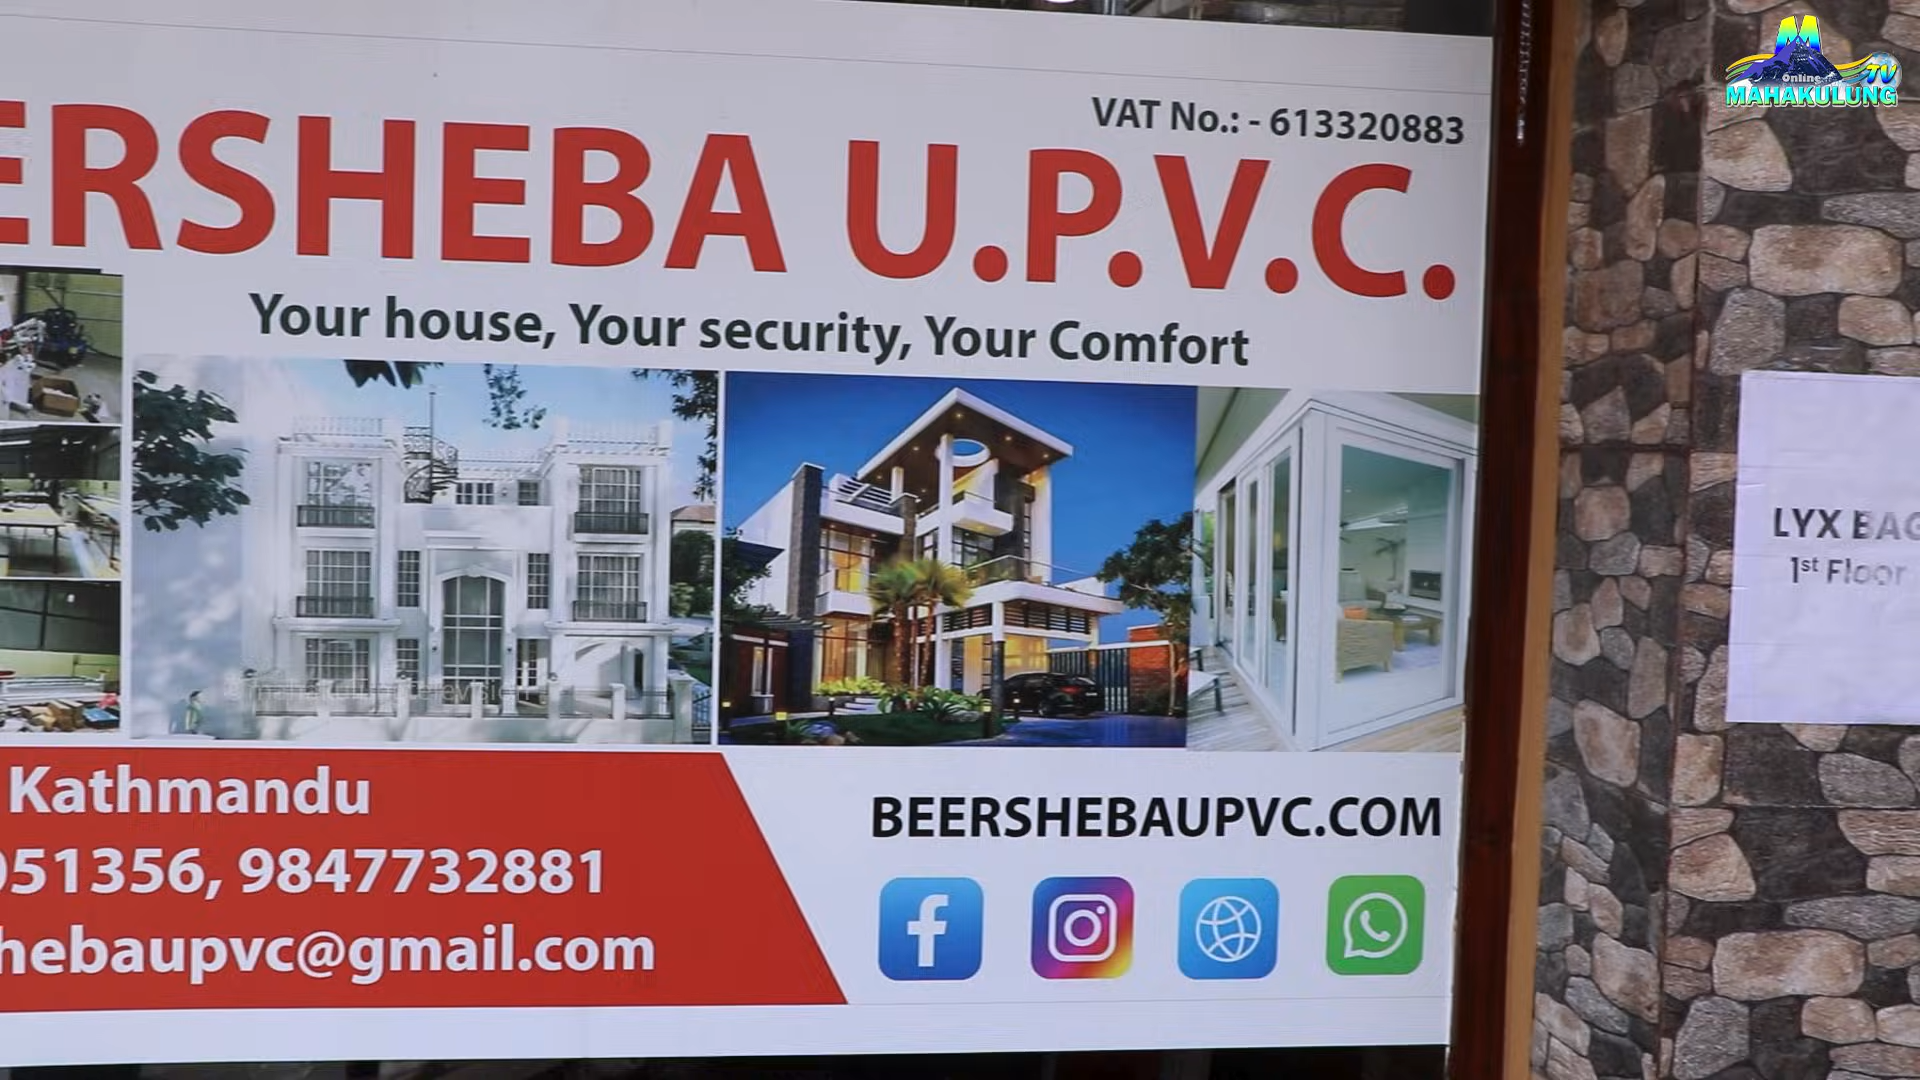 VAT No.: - 613320883
ERSHEBA U.P.V.C.
Your house, Your security, Your Comfort
Kathmandu
051356, 9847732881
hebaupvc@gmail.com
BEERSHEBAUPVC.COM
LYX BAG
1st Floor
M
Online TV
MAHAKULUNG